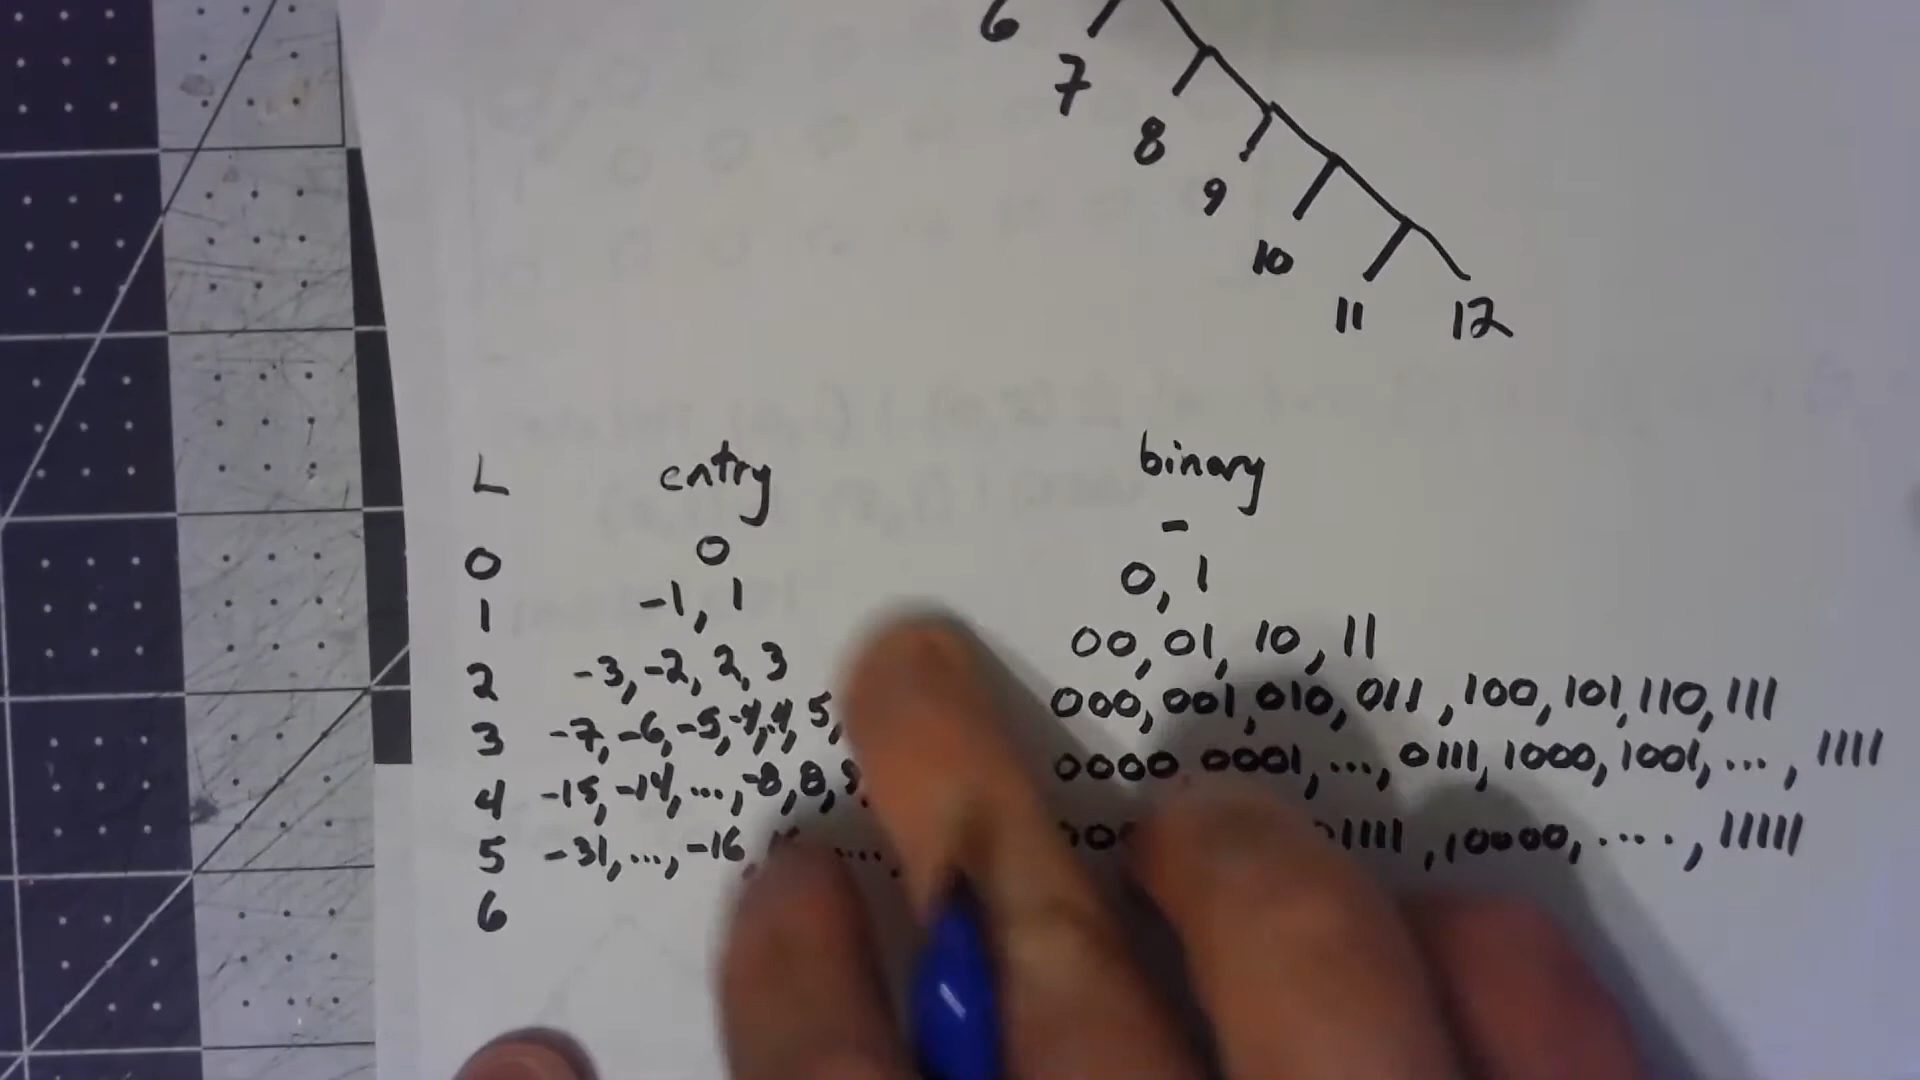 6
7
8
9
10
11 12
L entry binary
0 0 -
1 -1, 1 0, 1
2 -3, -2, 2, 3 00, 01, 10, 11
3 -7, -6, -5, -4, 4, 5, 000, 001, 010, 011, 100, 101, 110, 111
4 -15, -14, ..., -8, 8, 0000 0001, ..., 0111, 1000, 1001, ..., 1111
5 -31, ..., -16, ...., 1111, 10000, ...., 11111
6